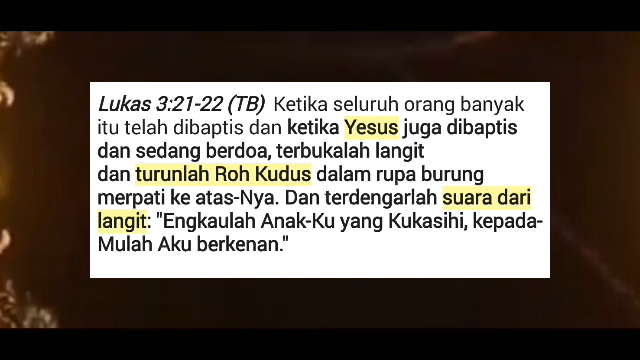 Lukas 3:21-22 (TB) Ketika seluruh orang banyak
itu telah dibaptis dan ketika Yesus juga dibaptis
dan sedang berdoa, terbukalah langit
dan turunlah Roh Kudus dalam rupa burung
merpati ke atas-Nya. Dan terdengarlah suara dari
langit: "Engkaulah Anak-Ku yang Kukasihi, kepada-
Mulah Aku berkenan."